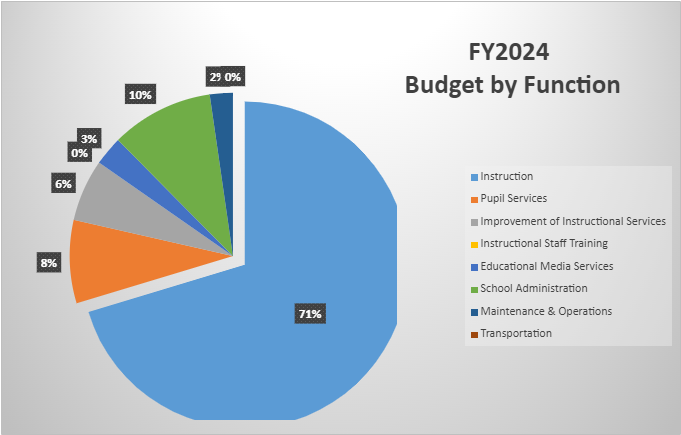 FY2024
Budget by Function
2% 0%
10%
3%
0%
6%
8%
71%
Instruction
Pupil Services
Improvement of Instructional Services
Instructional Staff Training
Educational Media Services
School Administration
Maintenance & Operations
Transportation